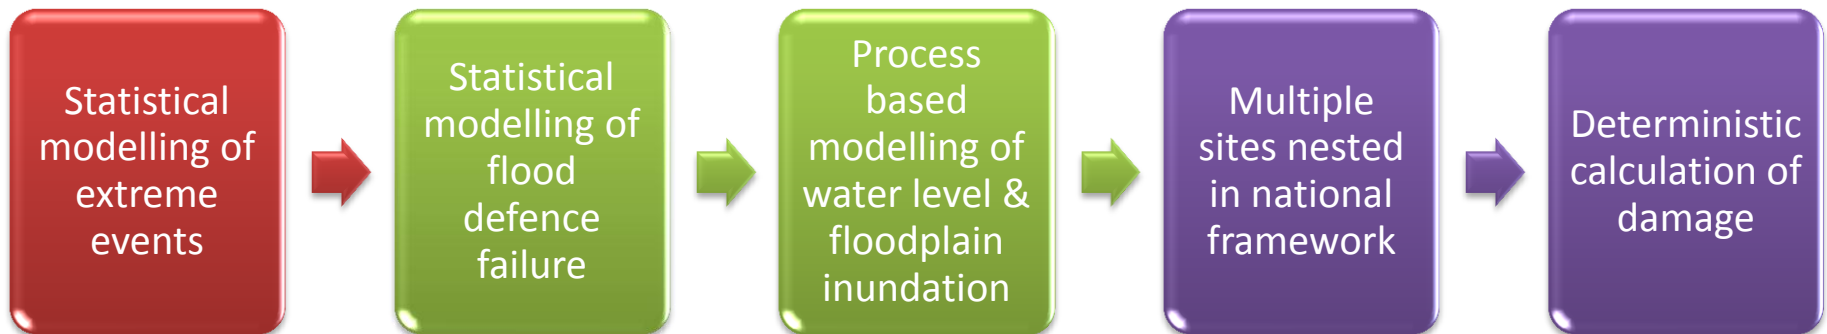 Statistical
modelling of
extreme
events
Statistical
modelling of
flood
defence
failure
Process
based
modelling of
water level &
floodplain
inundation
Multiple
sites nested
in national
framework
Deterministic
calculation of
damage